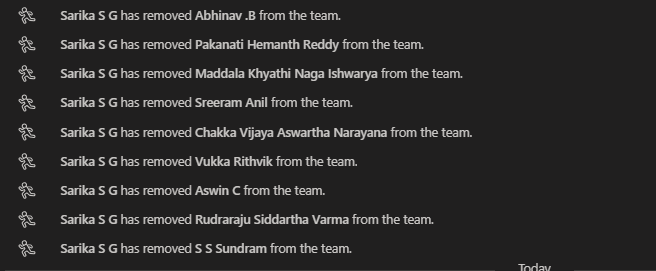 Sarika S G has removed Abhinav .B from the team.
Sarika S G has removed Pakanati Hemanth Reddy from the team.
Sarika S G has removed Maddala Khyathi Naga Ishwarya from the team.
Sarika S G has removed Sreeram Anil from the team.
Sarika S G has removed Chakka Vijaya Aswartha Narayana from the team.
Sarika S G has removed Vukka Rithvik from the team.
Sarika S G has removed Aswin C from the team.
Sarika S G has removed Rudraraju Siddartha Varma from the team.
Sarika S G has removed S S Sundram from the team.
Today